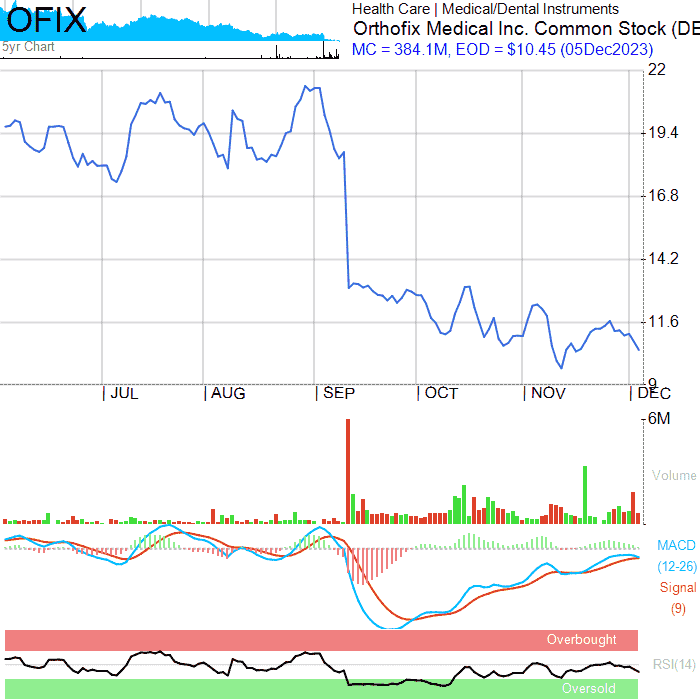 OFIX
5yr Chart
Health Care | Medical/Dental Instruments
Orthofix Medical Inc. Common Stock (DE
MC = 384.1M, EOD = $10.45 (05Dec2023)
22
19.4
16.8
14.2
11.6
9
| JUL | AUG | SEP | OCT | NOV | DEC
6M
Volume
MACD
(12-26)
Signal
(9)
Overbought
RSI(14)
Oversold